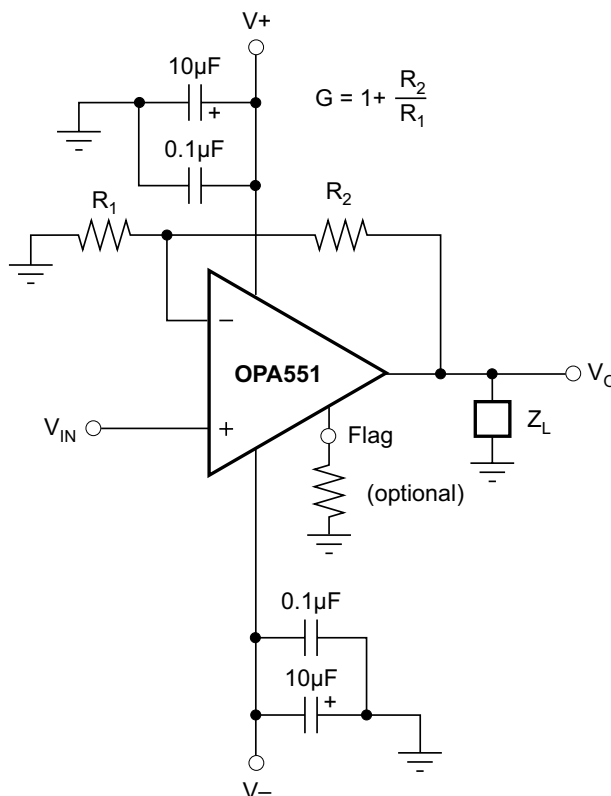 V+
10µF
+
G = 1+ R2/R1
0.1µF
R1
R2
−
OPA551
VIN
+
Flag
(optional)
ZL
0.1µF
10µF
+
V–